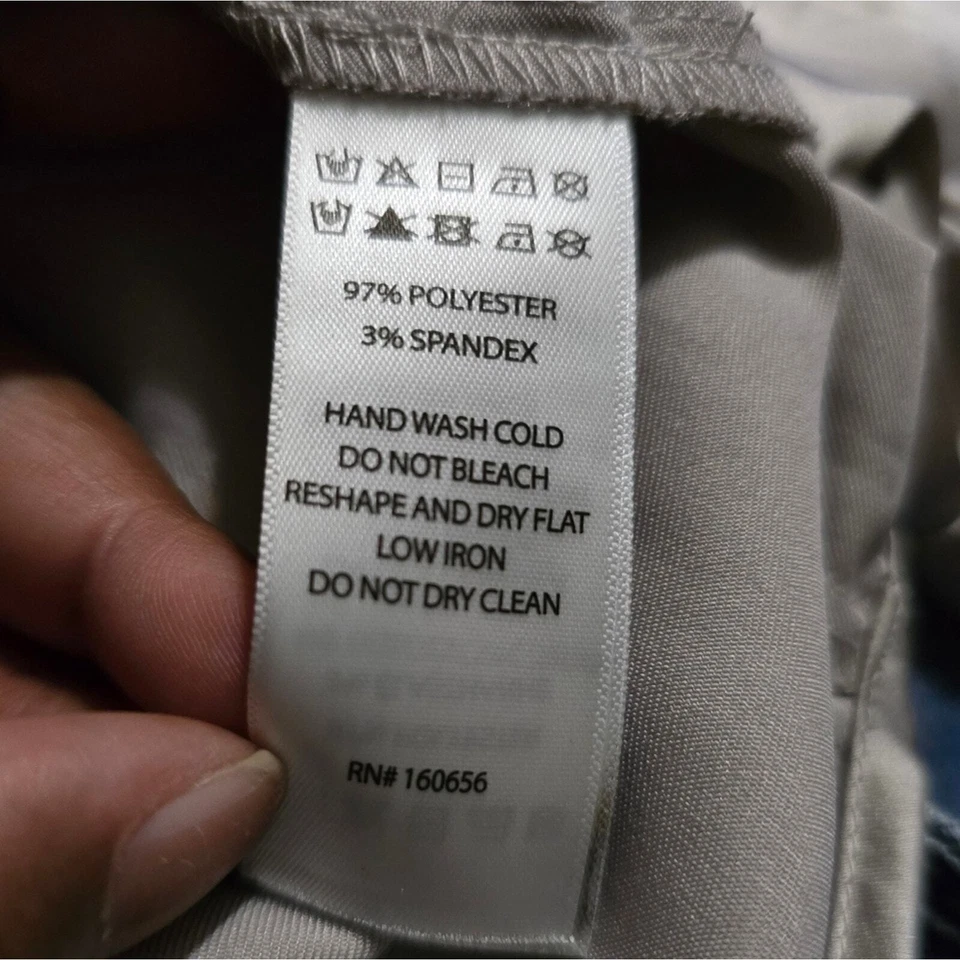 97% POLYESTER
3% SPANDEX
HAND WASH COLD
DO NOT BLEACH
RESHAPE AND DRY FLAT
LOW IRON
DO NOT DRY CLEAN
RN# 160656